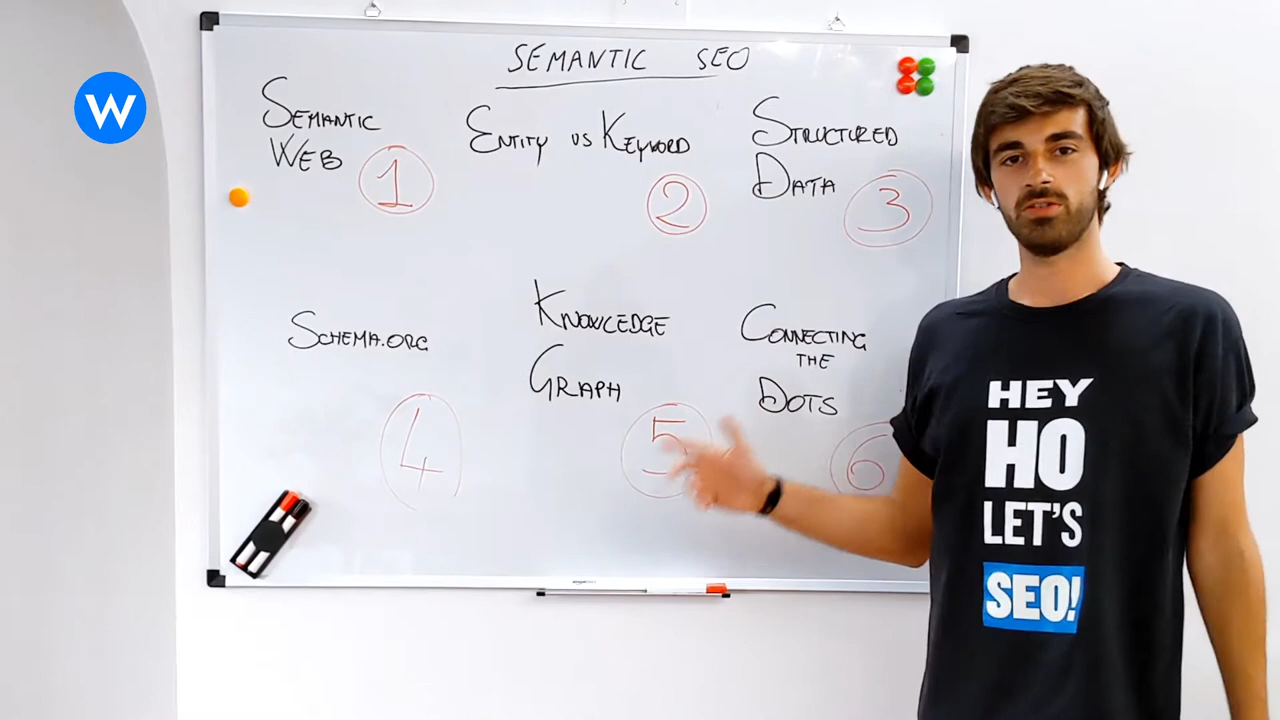 W
SEMANTIC SEO
SEMANTIC
WEB
1
ENTITY vs KEYWORD
2
STRUCTURED
DATA
3
SCHEMA.ORG
4
KNOWLEDGE
GRAPH
5
CONNECTING
THE
DOTS
6
HEY
HO
LET'S
SEO!